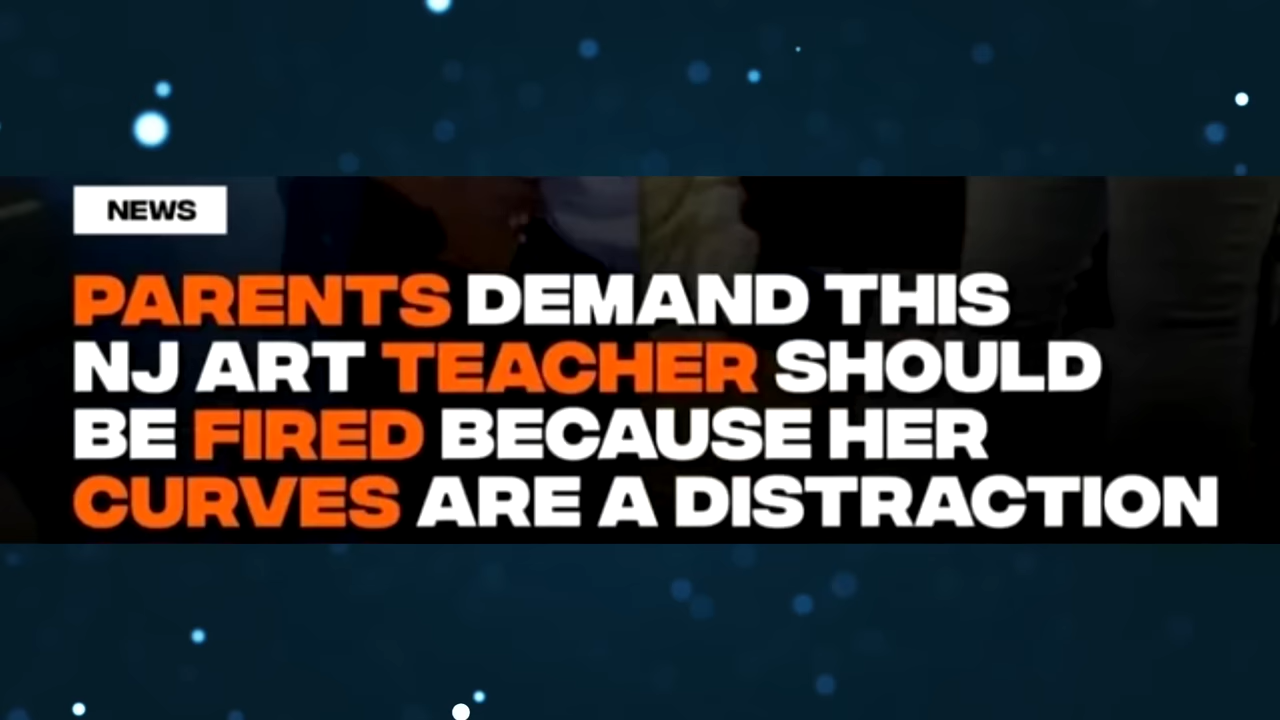 NEWS
PARENTS DEMAND THIS
NJ ART TEACHER SHOULD
BE FIRED BECAUSE HER
CURVES ARE A DISTRACTION